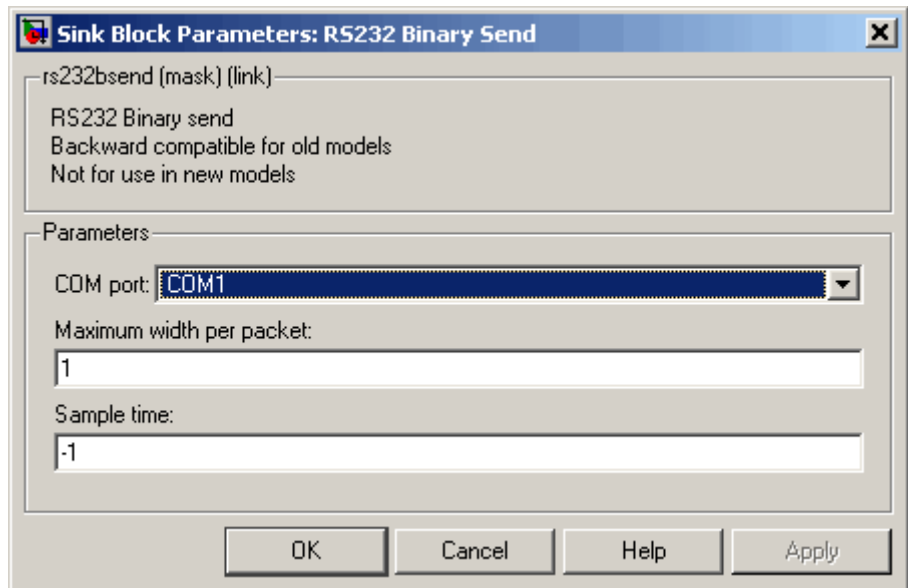 Sink Block Parameters: RS232 Binary Send
rs232bsend (mask) (link)
RS232 Binary send
Backward compatible for old models
Not for use in new models
Parameters
COM port: COM1
Maximum width per packet:
1
Sample time:
-1
OK Cancel Help Apply